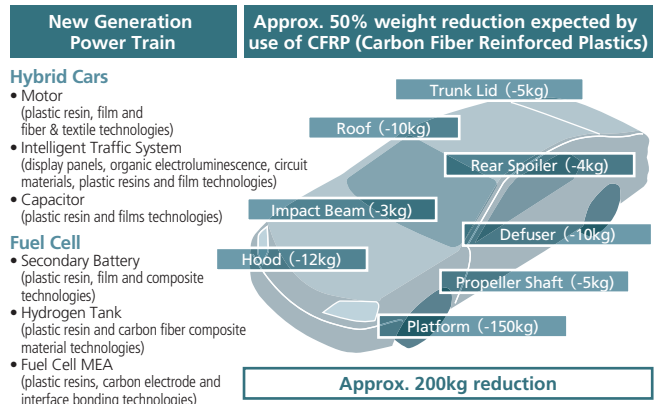 New Generation
Power Train
Approx. 50% weight reduction expected by
use of CFRP (Carbon Fiber Reinforced Plastics)
Hybrid Cars
• Motor
(plastic resin, film and
fiber & textile technologies)
• Intelligent Traffic System
(display panels, organic electroluminescence, circuit
materials, plastic resins and film technologies)
• Capacitor
(plastic resin and films technologies)
Fuel Cell
• Secondary Battery
(plastic resin, film and composite
technologies)
• Hydrogen Tank
(plastic resin and carbon fiber composite
material technologies)
• Fuel Cell MEA
(plastic resins, carbon electrode and
interface bonding technologies)
Trunk Lid (-5kg)
Roof (-10kg)
Rear Spoiler (-4kg)
Impact Beam (-3kg)
Defuser (-10kg)
Hood (-12kg)
Propeller Shaft (-5kg)
Platform (-150kg)
Approx. 200kg reduction